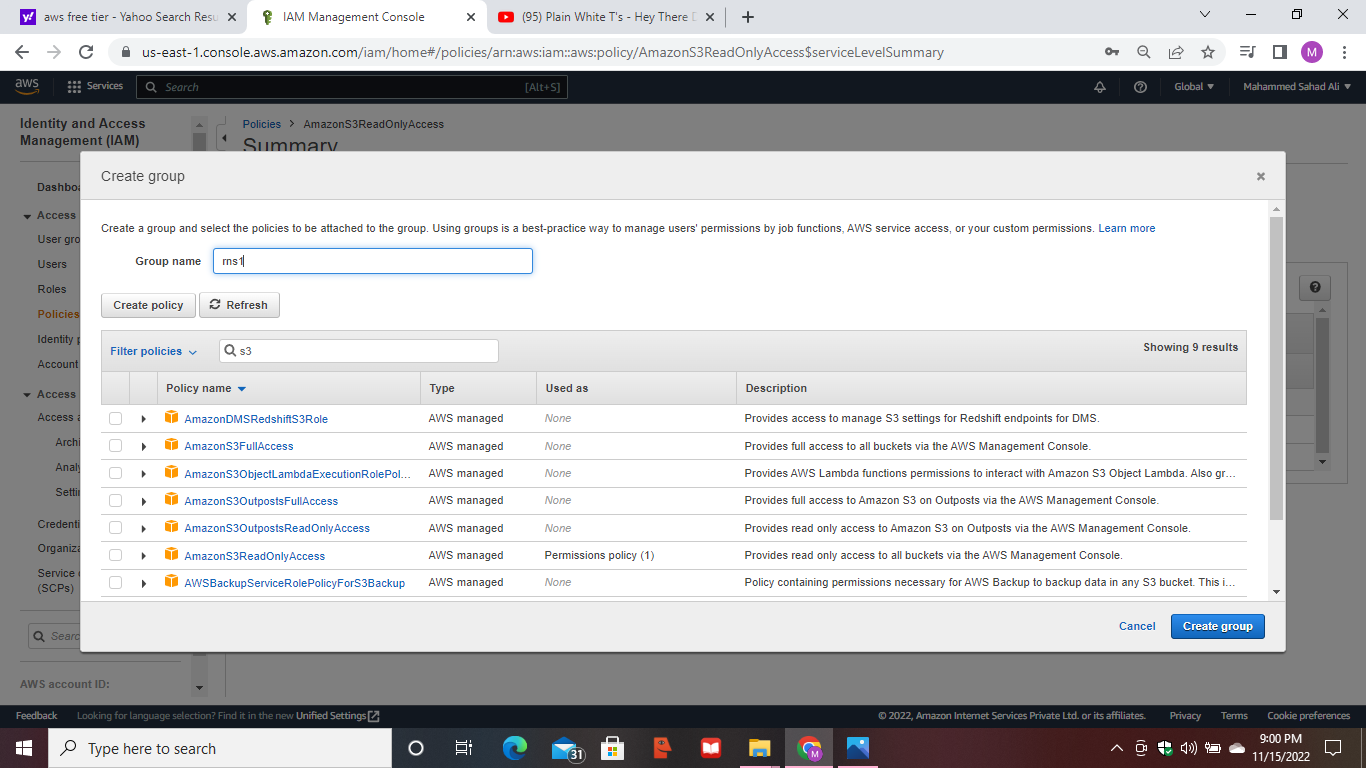 aws free tier - Yahoo Search Resu
IAM Management Console
(95) Plain White T's - Hey There D
us-east-1.console.aws.amazon.com/iam/home#/policies/arn:aws:iam::aws:policy/AmazonS3ReadOnlyAccess$serviceLevelSummary
M
aws
Services
Search
[Alt+S]
Global
Mahammed Sahad Ali
Identity and Access
Management (IAM)
Policies > AmazonS3ReadOnlyAccess
Summary
Dashboa
Access
User gro
Users
Roles
Policies
Identity p
Account
Access
Access a
Archi
Analy
Settin
Credenti
Organiza
Service
(SCPs)
Searc
AWS account ID:
Create group
Create a group and select the policies to be attached to the group. Using groups is a best-practice way to manage users' permissions by job functions, AWS service access, or your custom permissions. Learn more
Group name rns1
Create policy Refresh
Filter policies s3 Showing 9 results
Policy name Type Used as Description
AmazonDMSRedshiftS3Role AWS managed None Provides access to manage S3 settings for Redshift endpoints for DMS.
AmazonS3FullAccess AWS managed None Provides full access to all buckets via the AWS Management Console.
AmazonS3ObjectLambdaExecutionRolePol... AWS managed None Provides AWS Lambda functions permissions to interact with Amazon S3 Object Lambda. Also gr...
AmazonS3OutpostsFullAccess AWS managed None Provides full access to Amazon S3 on Outposts via the AWS Management Console.
AmazonS3OutpostsReadOnlyAccess AWS managed None Provides read only access to Amazon S3 on Outposts via the AWS Management Console.
AmazonS3ReadOnlyAccess AWS managed Permissions policy (1) Provides read only access to all buckets via the AWS Management Console.
AWSBackupServiceRolePolicyForS3Backup AWS managed None Policy containing permissions necessary for AWS Backup to backup data in any S3 bucket. This i...
Cancel Create group
Feedback Looking for language selection? Find it in the new Unified Settings © 2022, Amazon Internet Services Private Ltd. or its affiliates. Privacy Terms Cookie preferences
Type here to search
31
M
9:00 PM
11/15/2022